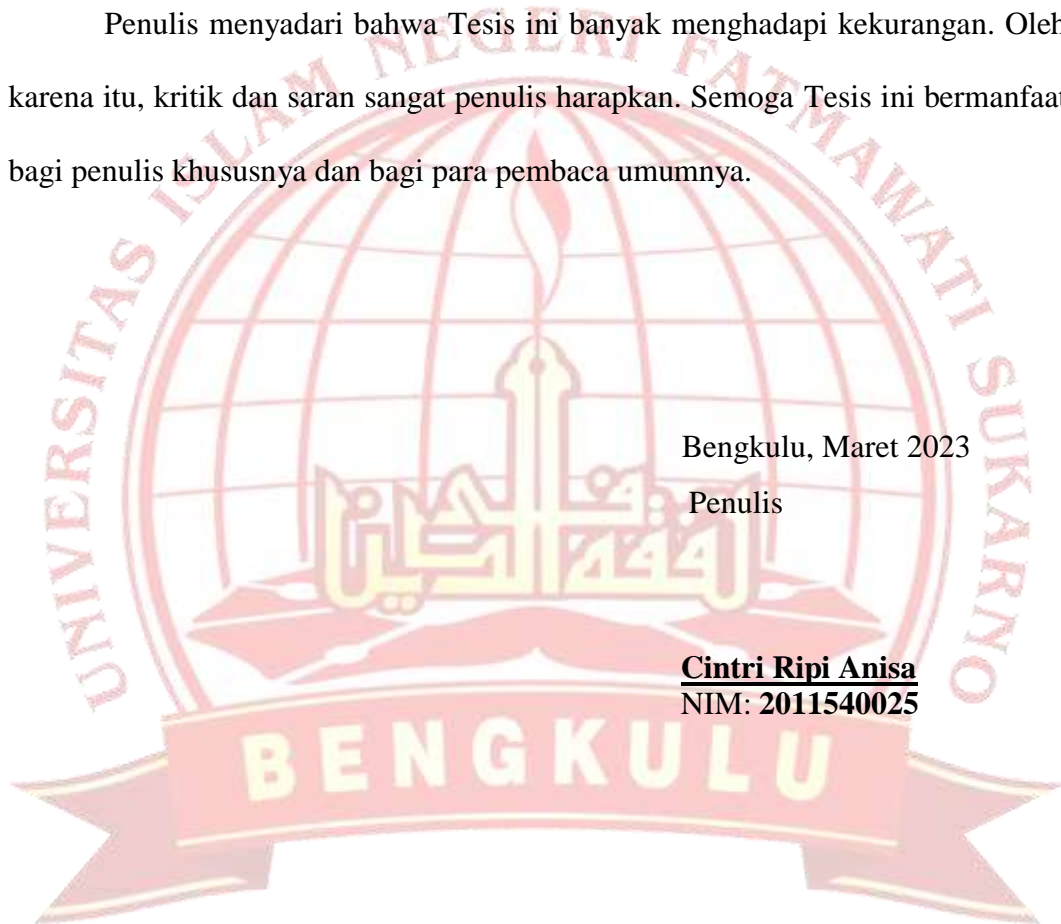 Penulis menyadari bahwa Tesis ini banyak menghadapi kekurangan. Oleh
karena itu, kritik dan saran sangat penulis harapkan. Semoga Tesis ini bermanfaat
bagi penulis khususnya dan bagi para pembaca umumnya.
UNIVERSITAS ISLAM NEGERI FATMAWATI SUKARNO
Bengkulu, Maret 2023
Penulis
Cintri Ripi Anisa
NIM: 2011540025
BENGKULU